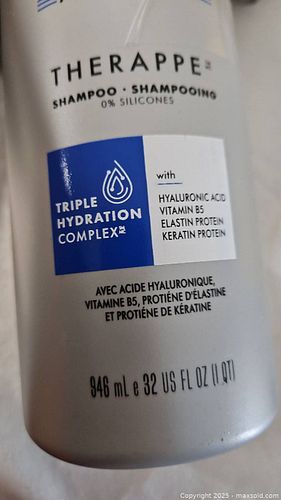 THERAPPE
SHAMPOO • SHAMPOOING
0% SILICONES
TRIPLE
HYDRATION
COMPLEX
with
HYALURONIC ACID
VITAMIN B5
ELASTIN PROTEIN
KERATIN PROTEIN
AVEC ACIDE HYALURONIQUE,
VITAMINE B5, PROTIÉNE D'ÉLASTINE
ET PROTIÉNE DE KÉRATINE
946 mL e 32 US FL OZ (1 QT)
Copyright 2025 - maxsold.com